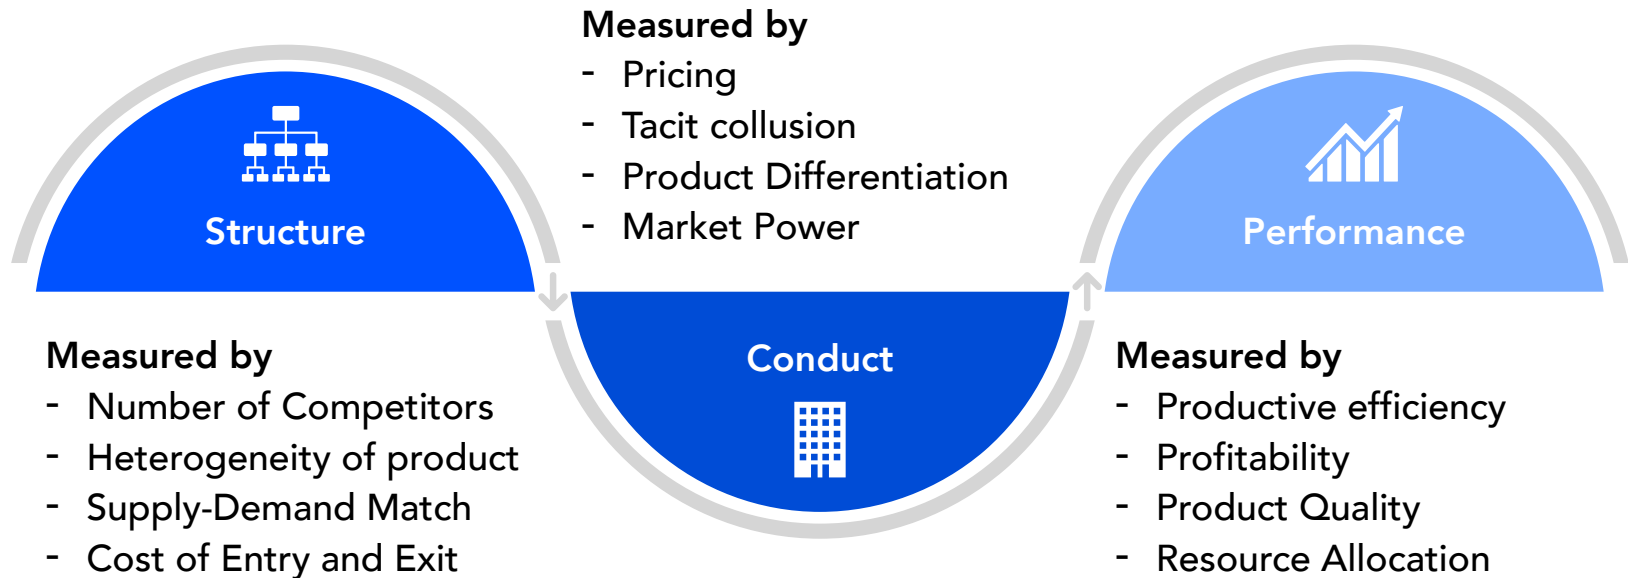 Structure
Measured by
- Number of Competitors
- Heterogeneity of product
- Supply-Demand Match
- Cost of Entry and Exit
Measured by
- Pricing
- Tacit collusion
- Product Differentiation
- Market Power
Conduct
Performance
Measured by
- Productive efficiency
- Profitability
- Product Quality
- Resource Allocation